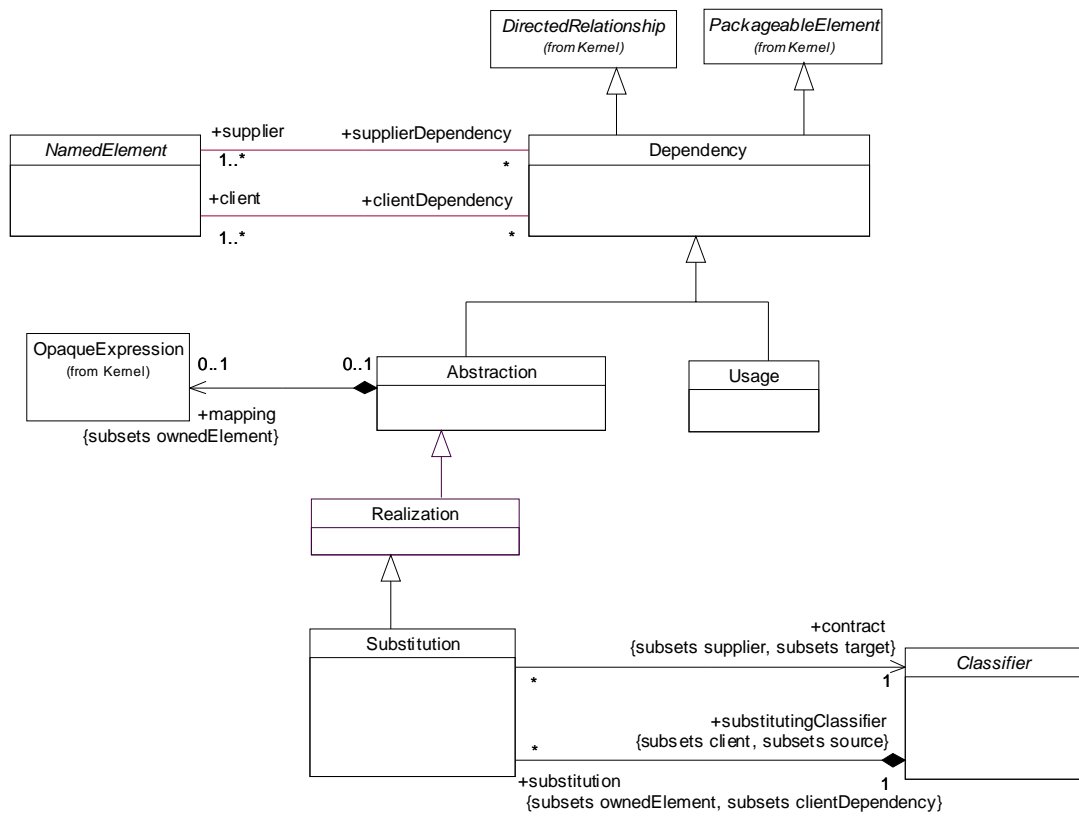 DirectedRelationship
(from Kernel)
PackageableElement
(from Kernel)
NamedElement
+supplier
1..*
+supplierDependency
*
Dependency
+client
1..*
+clientDependency
*
OpaqueExpression
(from Kernel)
0..1
0..1
+mapping
{subsets ownedElement}
Abstraction
Usage
Realization
Substitution
+contract
{subsets supplier, subsets target}
*
1
Classifier
+substitutingClassifier
{subsets client, subsets source}
*
1
+substitution
{subsets ownedElement, subsets clientDependency}